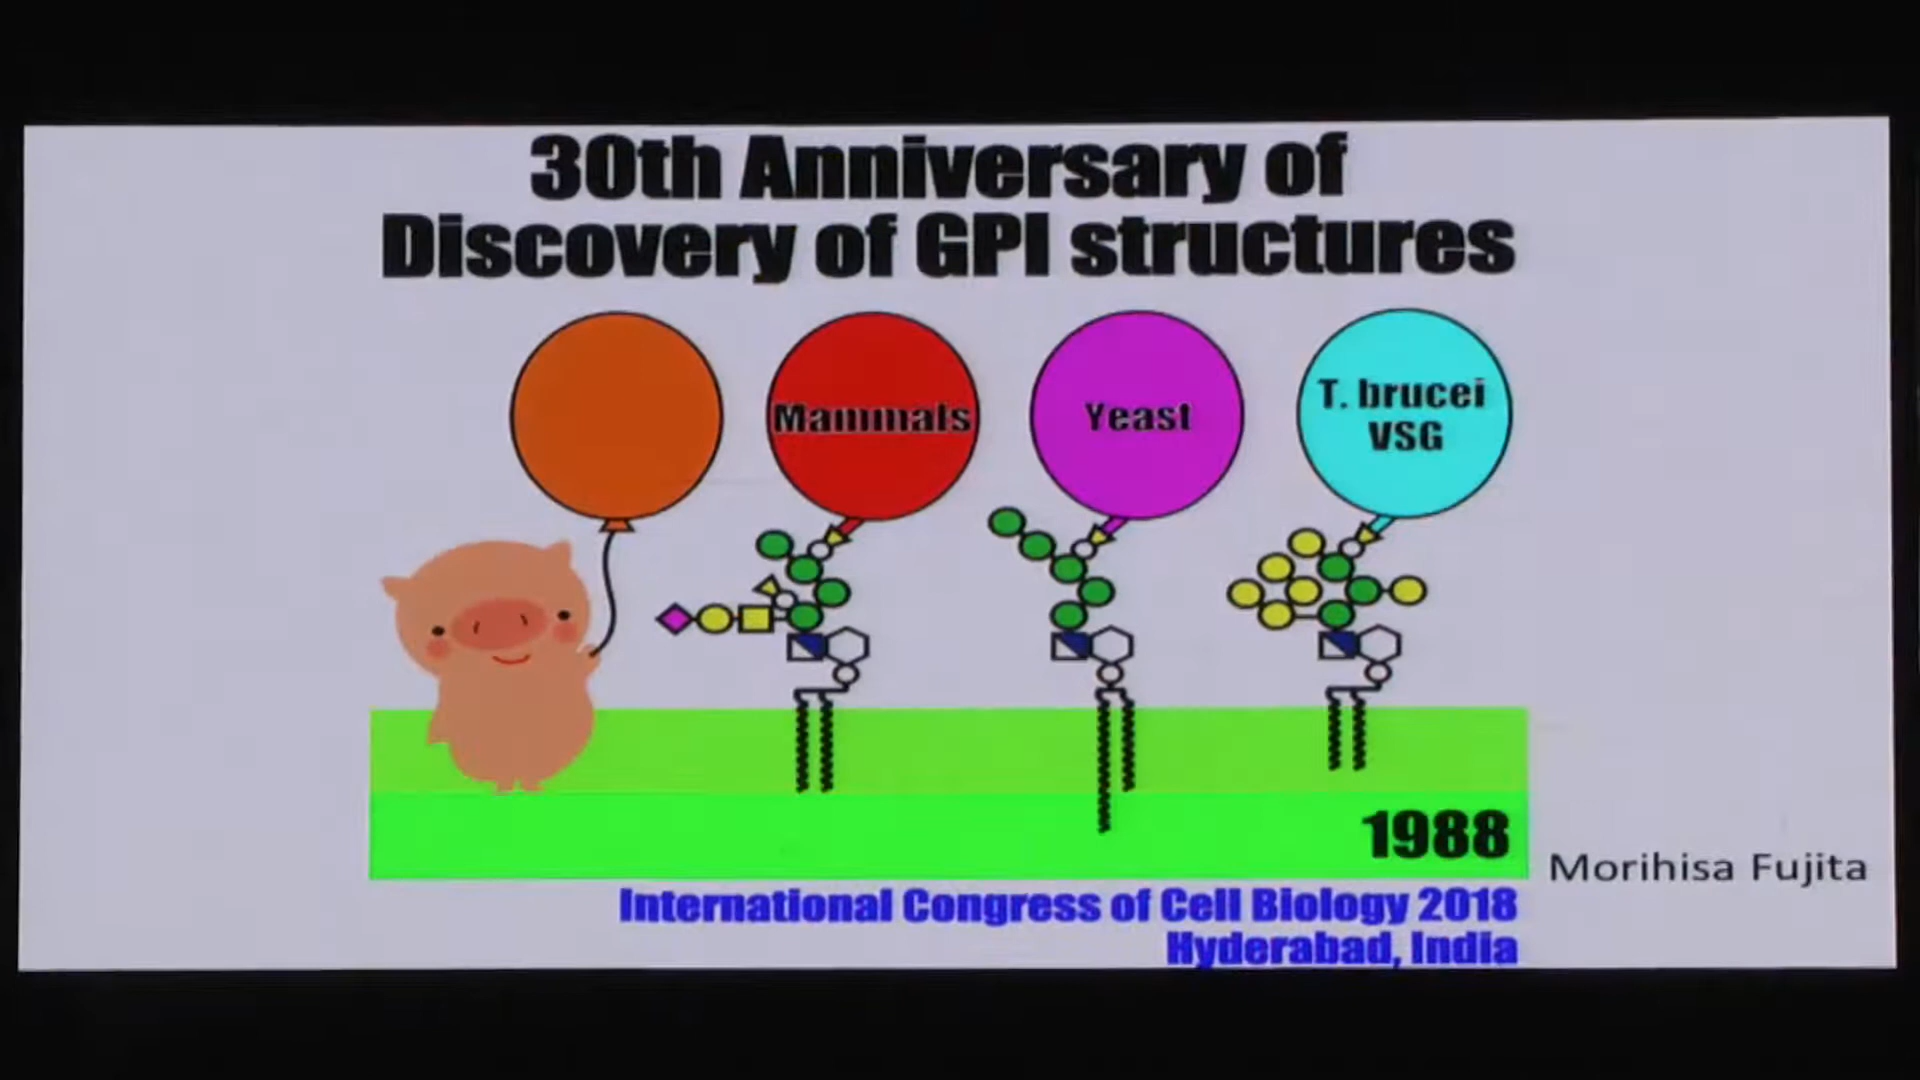 30th Anniversary of
Discovery of GPI structures
Mammals
Yeast
T. brucei
VSG
1988
Morihisa Fujita
International Congress of Cell Biology 2018
Hyderabad, India